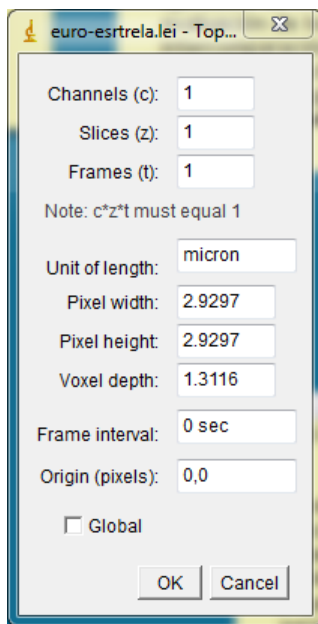 euro-esrtrela.lei - Top...
Channels (c): 1
Slices (z): 1
Frames (t): 1
Note: c*z*t must equal 1
Unit of length: micron
Pixel width: 2.9297
Pixel height: 2.9297
Voxel depth: 1.3116
Frame interval: 0 sec
Origin (pixels): 0,0
Global
OK Cancel